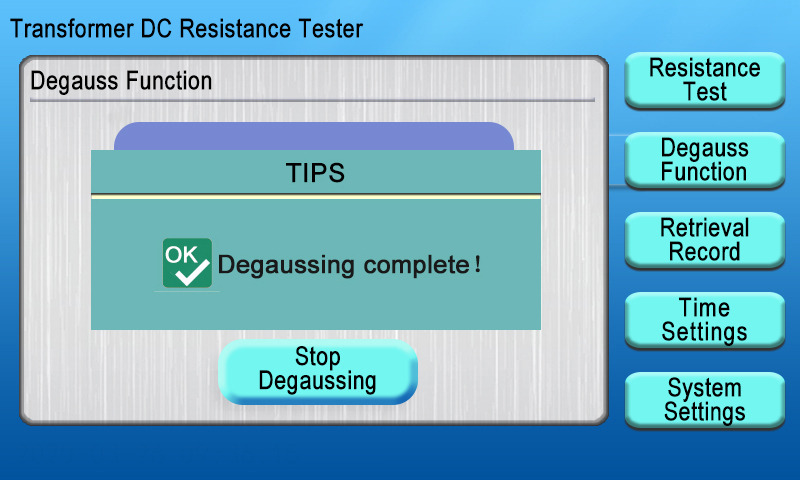 Transformer DC Resistance Tester
Degauss Function
TIPS
OK
Degaussing complete!
Stop
Degaussing
Resistance
Test
Degauss
Function
Retrieval
Record
Time
Settings
System
Settings